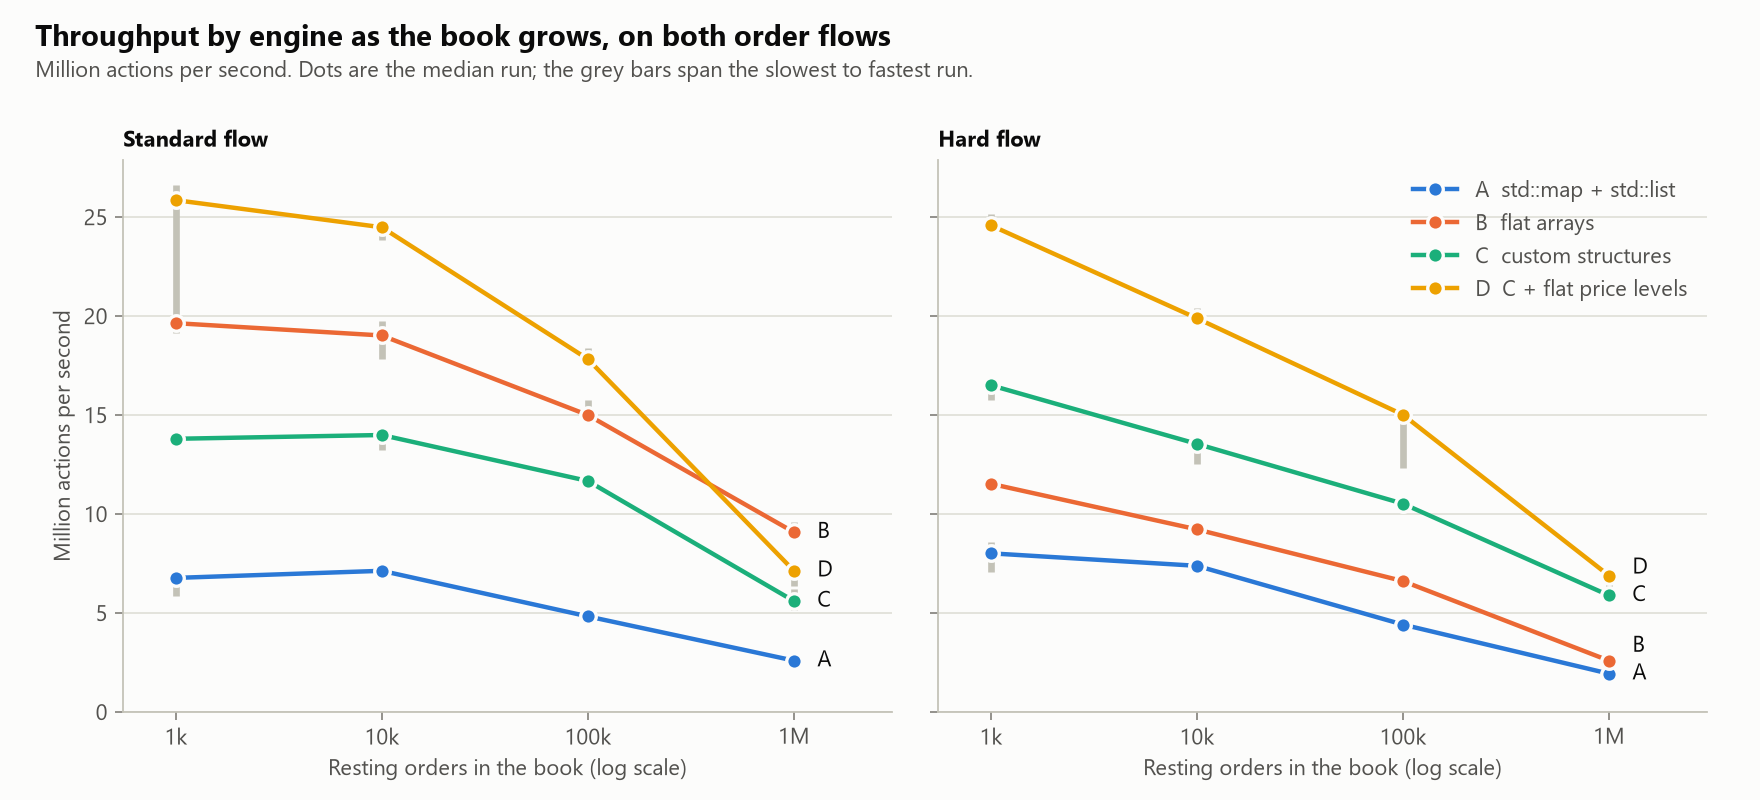 Throughput by engine as the book grows, on both order flows
Million actions per second. Dots are the median run; the grey bars span the slowest to fastest run.
Standard flow
Million actions per second
25
20
15
10
5
0
1k
10k
100k
1M
B
D
C
A
Resting orders in the book (log scale)
Hard flow
A std::map + std::list
B flat arrays
C custom structures
D C + flat price levels
D
C
B
A
1k
10k
100k
1M
Resting orders in the book (log scale)